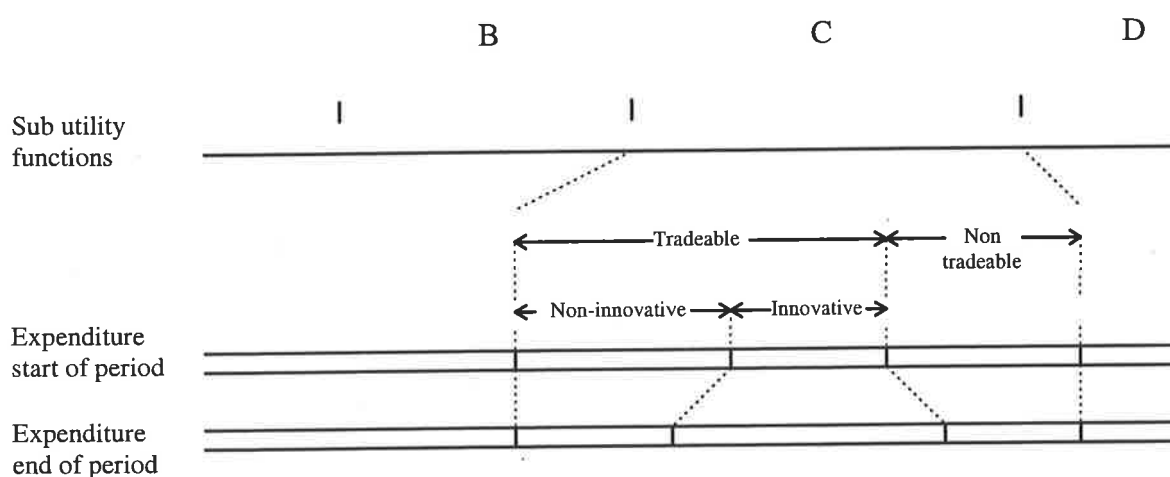 B C D
Sub utility
functions
Tradeable Non
tradeable
Non-innovative Innovative
Expenditure
start of period
Expenditure
end of period